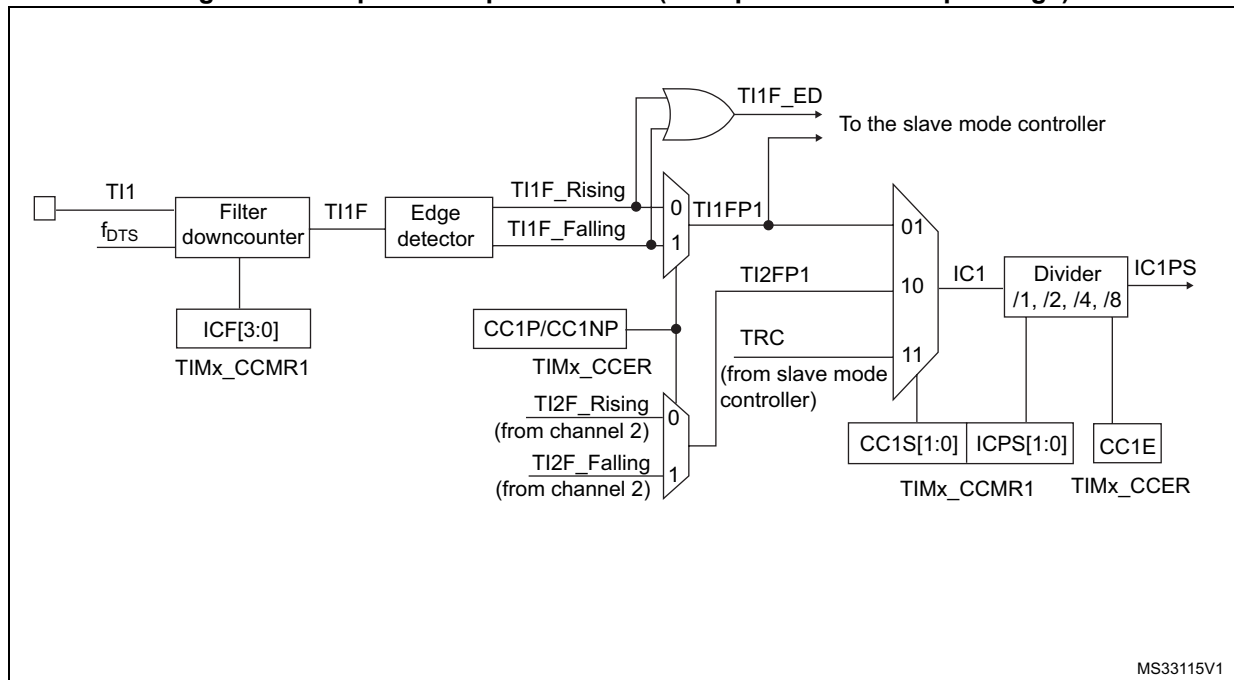 TI1F_ED
To the slave mode controller
TI1
fDTS
Filter
downcounter
TI1F
Edge
detector
TI1F_Rising
TI1F_Falling
0
1
TI1FP1
01
TI2FP1
10
IC1
Divider
/1, /2, /4, /8
IC1PS
ICF[3:0]
TIMx_CCMR1
CC1P/CC1NP
TIMx_CCER
TRC
11
(from slave mode
controller)
TI2F_Rising
0
(from channel 2)
TI2F_Falling
1
(from channel 2)
CC1S[1:0]
ICPS[1:0]
CC1E
TIMx_CCMR1
TIMx_CCER
MS33115V1